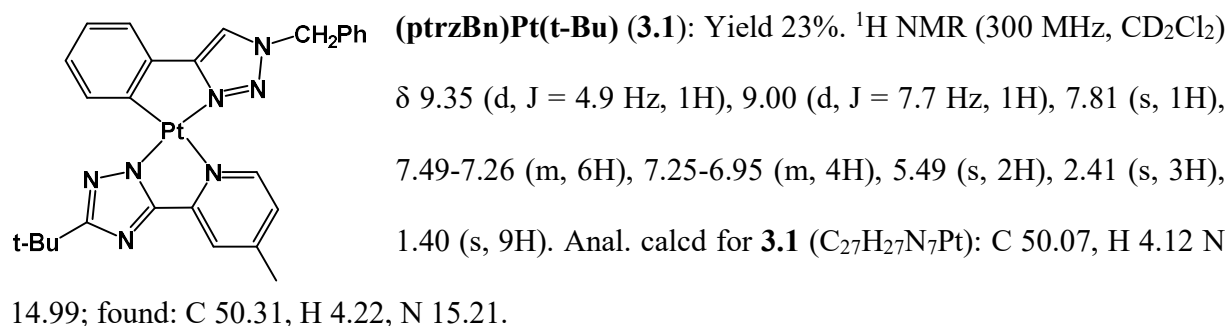 (ptrzBn)Pt(t-Bu) (3.1): Yield 23%. ¹H NMR (300 MHz, CD₂Cl₂)
δ 9.35 (d, J = 4.9 Hz, 1H), 9.00 (d, J = 7.7 Hz, 1H), 7.81 (s, 1H),
7.49-7.26 (m, 6H), 7.25-6.95 (m, 4H), 5.49 (s, 2H), 2.41 (s, 3H),
1.40 (s, 9H). Anal. calcd for 3.1 (C₂₇H₂₇N₇Pt): C 50.07, H 4.12 N
14.99; found: C 50.31, H 4.22, N 15.21.
CH₂Ph
N
N
N
Pt
N
N
N
N
t-Bu